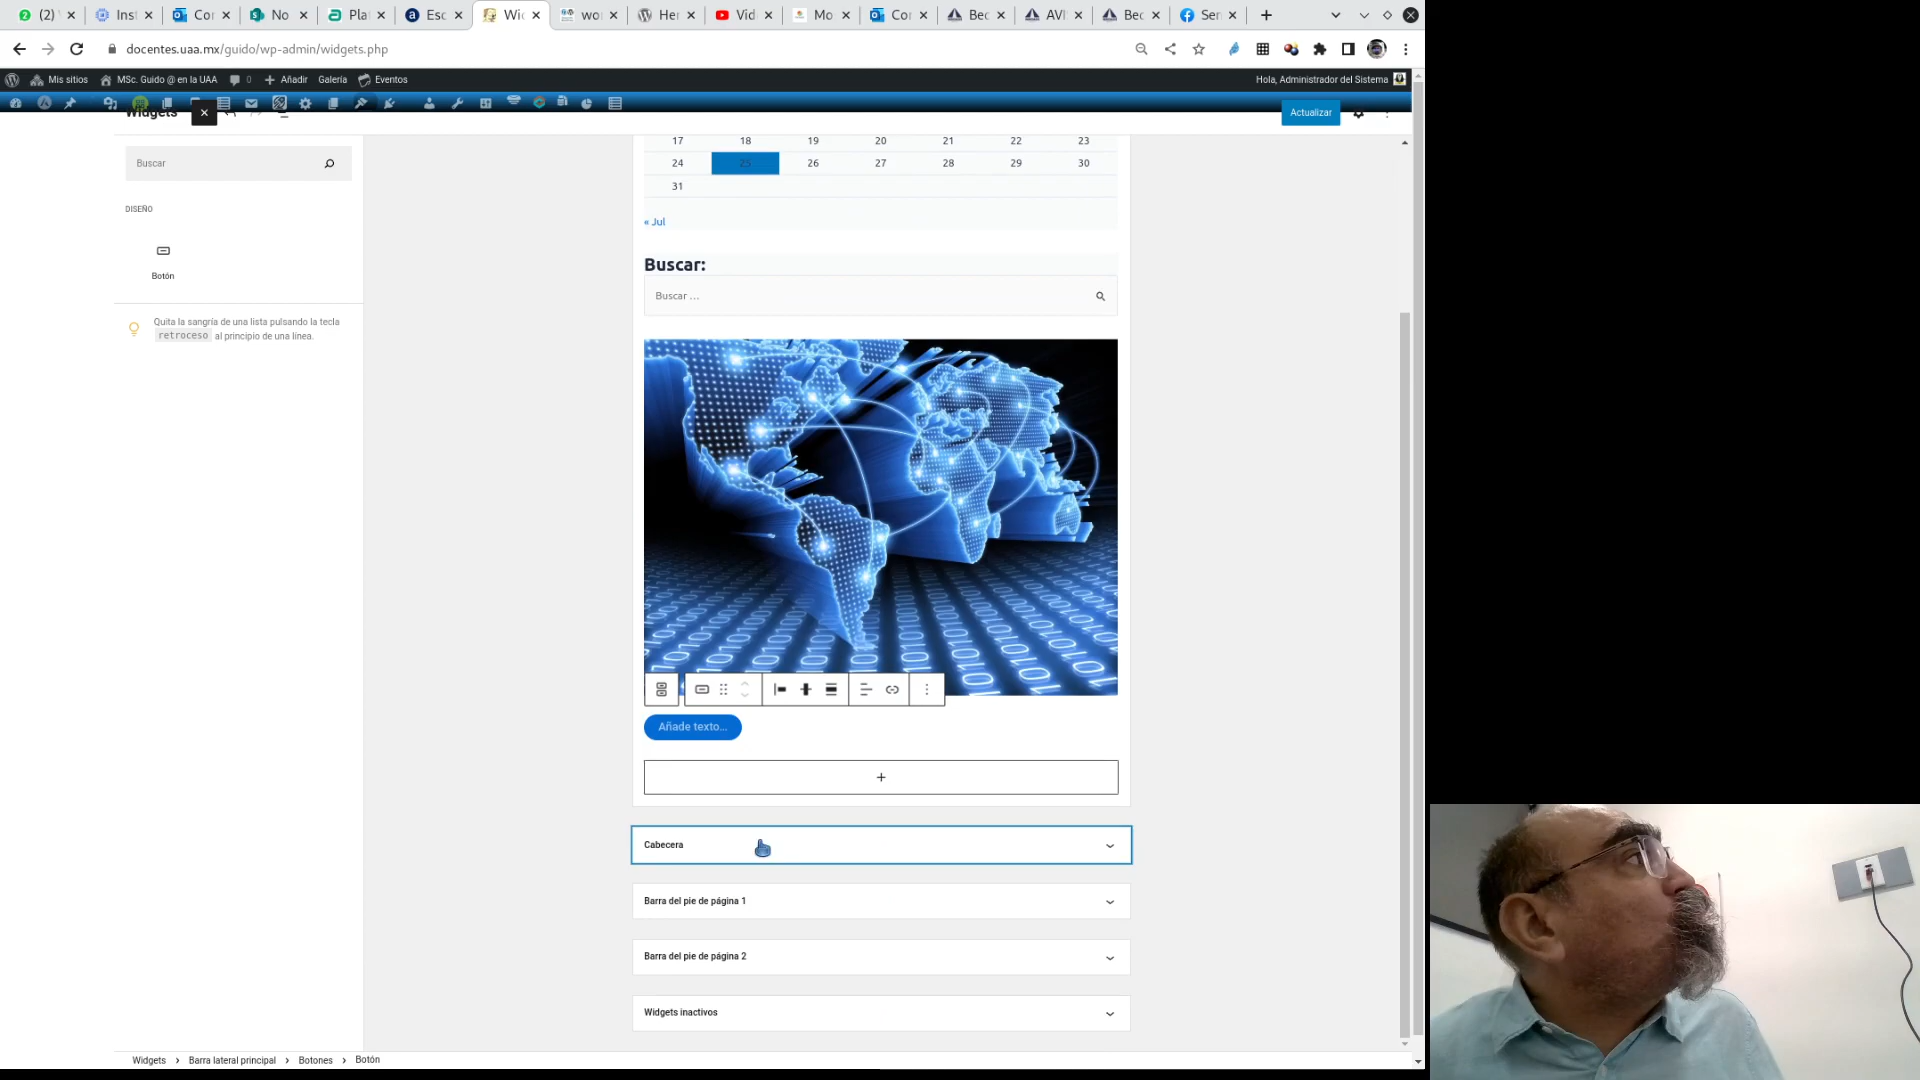 (2) Inst Cor No Plat Esc Wic wor Her Vid Mo Cor Bec AVI Bec Ser
docentes.uaa.mx/guido/wp-admin/widgets.php
Mis sitios MSc. Guido @ en la UAA 0 Añadir Galería Eventos Hola, Administrador del Sistema
Widgets Actualizar
Buscar
DISEÑO
Botón
Quita la sangría de una lista pulsando la tecla
retroceso al principio de una línea.
17 18 19 20 21 22 23
24 25 26 27 28 29 30
31
« Jul
Buscar:
Buscar ...
Añade texto...
Cabecera
Barra del pie de página 1
Barra del pie de página 2
Widgets inactivos
Widgets › Barra lateral principal › Botones › Botón